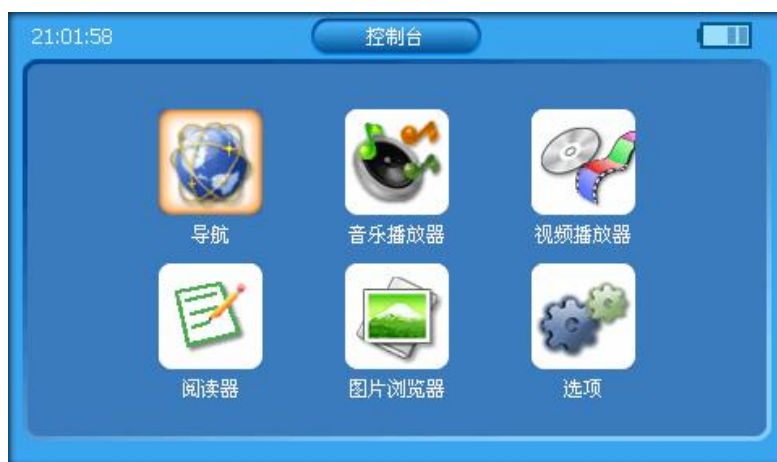 21:01:58
控制台
导航
音乐播放器
视频播放器
阅读器
图片浏览器
选项